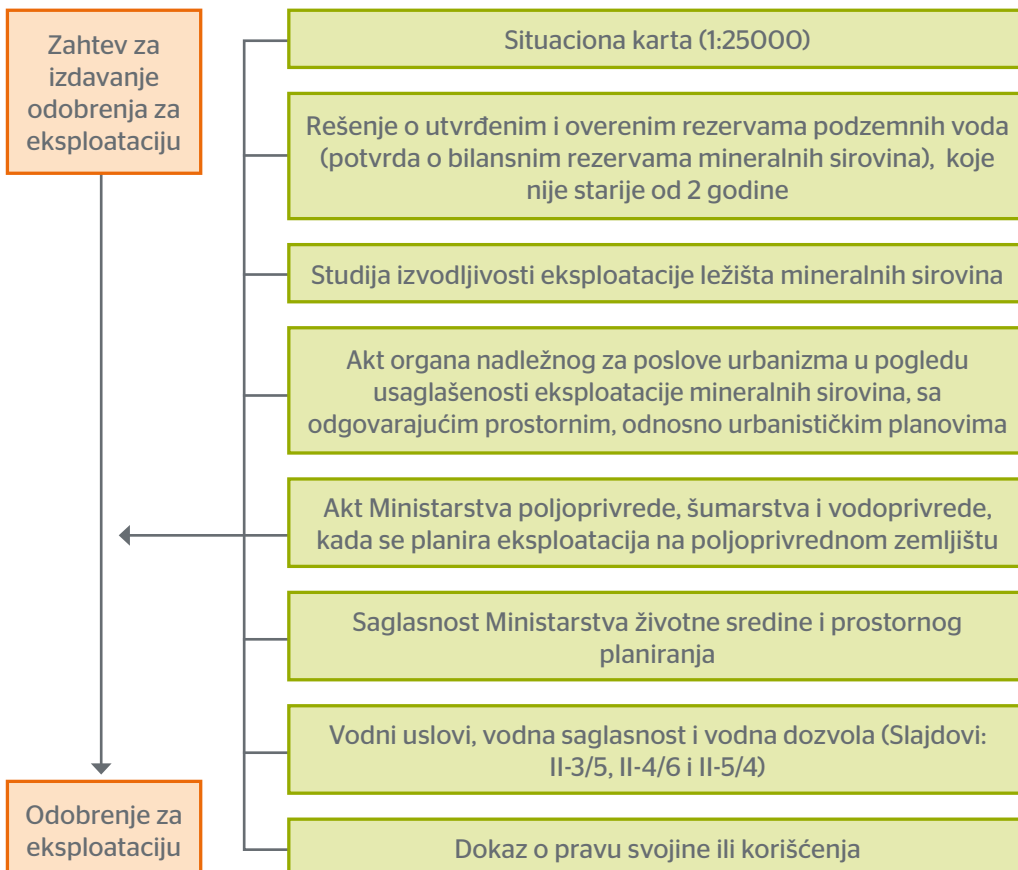 Zahtev za
izdavanje
odobrenja za
eksploataciju
Situaciona karta (1:25000)
Rešenje o utvrđenim i overenim rezervama podzemnih voda
(potvrda o bilansnim rezervama mineralnih sirovina), koje
nije starije od 2 godine
Studija izvodljivosti eksploatacije ležišta mineralnih sirovina
Akt organa nadležnog za poslove urbanizma u pogledu
usaglašenosti eksploatacije mineralnih sirovina, sa
odgovarajućim prostornim, odnosno urbanističkim planovima
Akt Ministarstva poljoprivrede, šumarstva i vodoprivrede,
kada se planira eksploatacija na poljoprivrednom zemljištu
Saglasnost Ministarstva životne sredine i prostornog
planiranja
Vodni uslovi, vodna saglasnost i vodna dozvola (Slajdovi:
II-3/5, II-4/6 i II-5/4)
Dokaz o pravu svojine ili korišćenja
Odobrenje za
eksploataciju